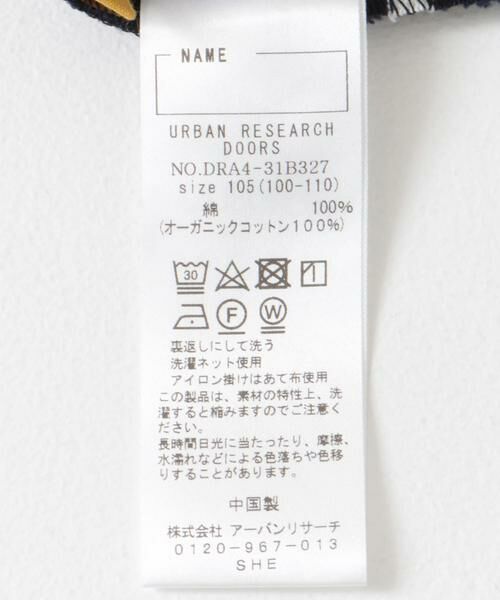 NAME
URBAN RESEARCH
DOORS
NO.DRA4-31B327
size 105(100-110)
綿 100%
(オーガニックコットン100%)
30
F W
裏返しにして洗う
洗濯ネット使用
アイロン掛けはあて布使用
この製品は、素材の特性上、洗
濯すると縮みますのでご注意く
ださい。
長時間日光に当たったり、摩擦、
水濡れなどによる色落ちや色移
りすることがあります。
中国製
株式会社 アーバンリサーチ
0120-967-013
SHE